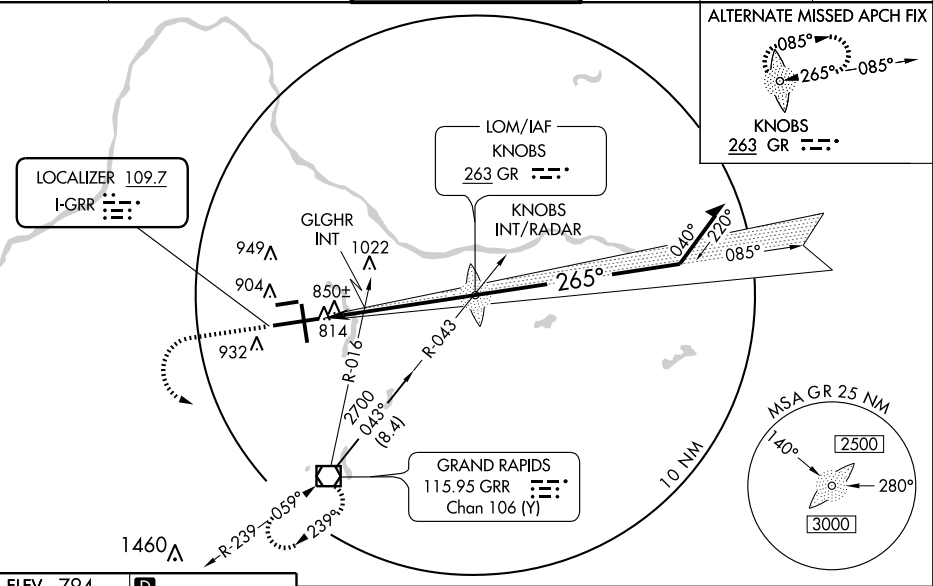 ALTERNATE MISSED APCH FIX
085°
265°
085°
KNOBS
263 GR
LOM/IAF
KNOBS
263 GR
LOCALIZER 109.7
I-GRR
KNOBS
INT/RADAR
GLGHR
INT
1022
949
904
850±
814
932
040°
220°
085°
265°
R-016
R-043
2700
043°
(8.4)
10 NM
MSA GR 25 NM
140°
2500
280°
3000
GRAND RAPIDS
115.95 GRR
Chan 106 (Y)
R-239
059°
239°
1460
ELEV 794
D